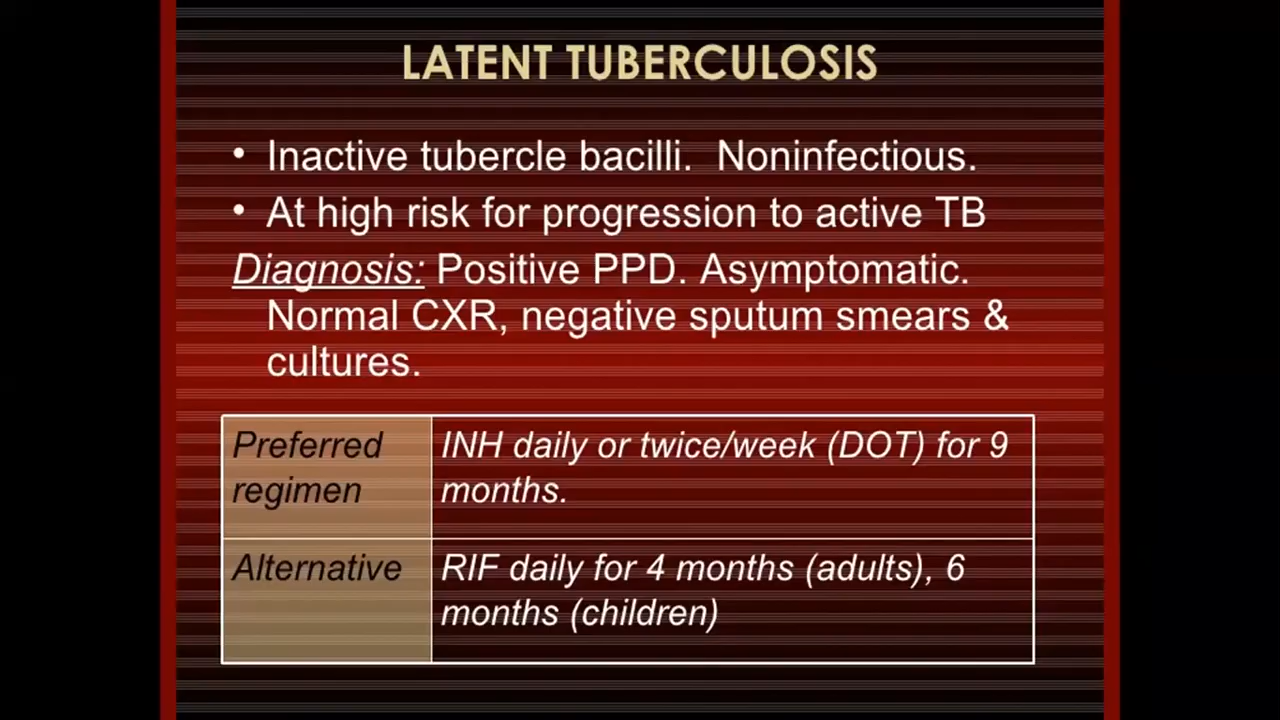 LATENT TUBERCULOSIS
• Inactive tubercle bacilli. Noninfectious.
• At high risk for progression to active TB
Diagnosis: Positive PPD. Asymptomatic.
Normal CXR, negative sputum smears &
cultures.
Preferred
regimen
INH daily or twice/week (DOT) for 9
months.
Alternative
RIF daily for 4 months (adults), 6
months (children)